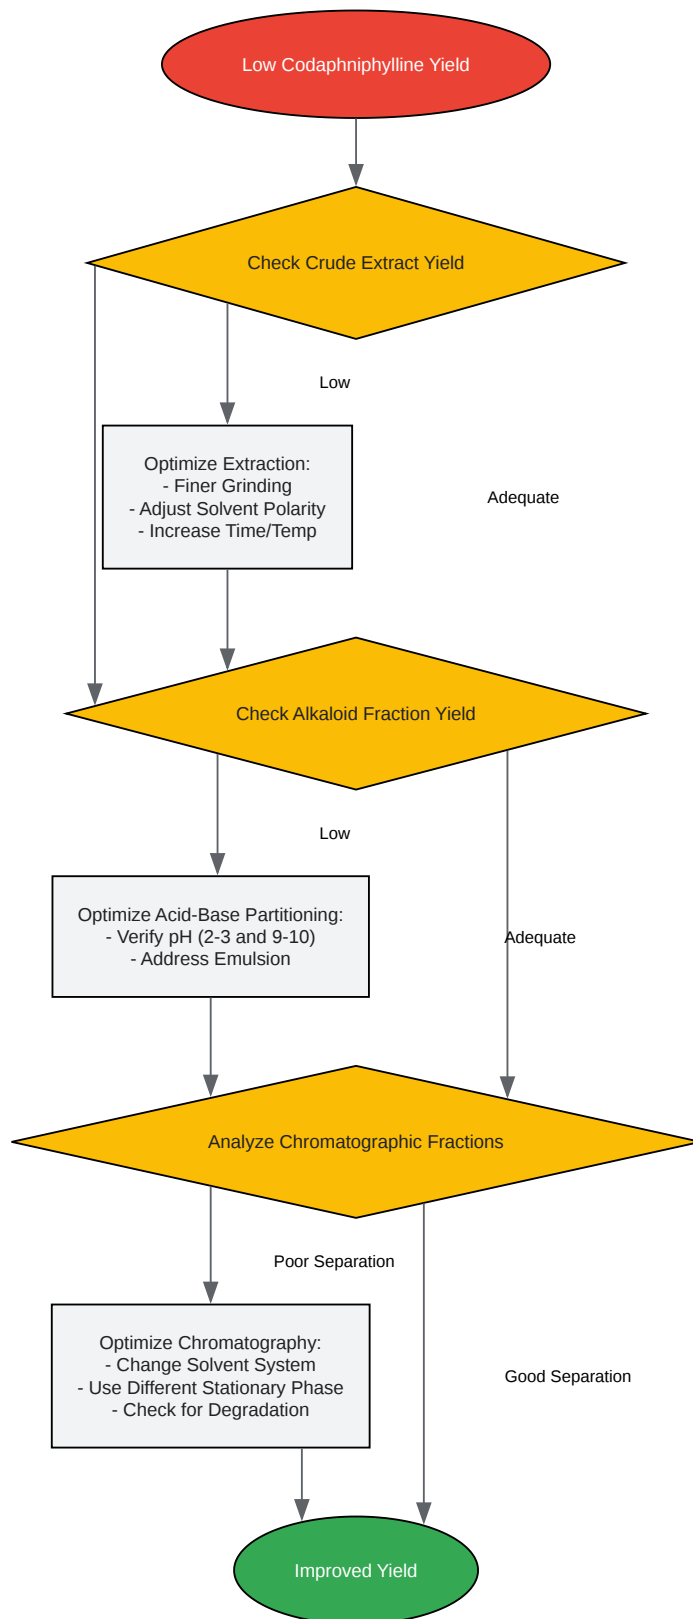 Low Codaphniphylline Yield
Check Crude Extract Yield
Low
Optimize Extraction:
- Finer Grinding
- Adjust Solvent Polarity
- Increase Time/Temp
Adequate
Check Alkaloid Fraction Yield
Low
Optimize Acid-Base Partitioning:
- Verify pH (2-3 and 9-10)
- Address Emulsion
Adequate
Analyze Chromatographic Fractions
Poor Separation
Optimize Chromatography:
- Change Solvent System
- Use Different Stationary Phase
- Check for Degradation
Good Separation
Improved Yield